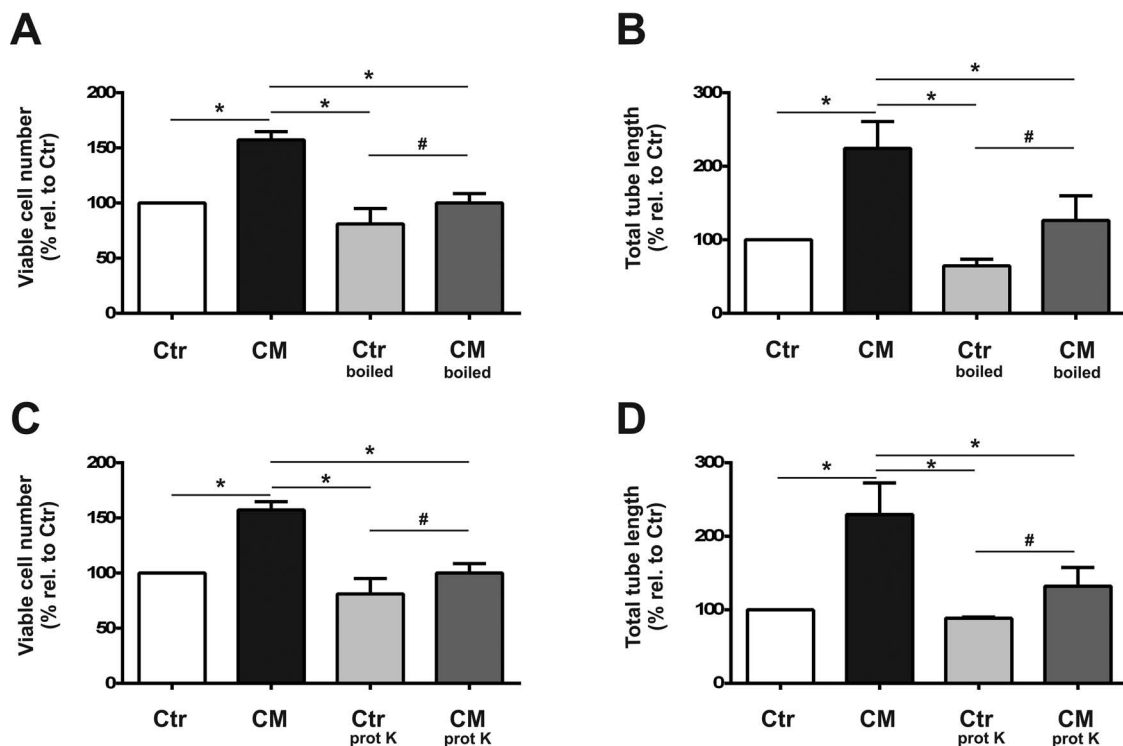 A
Viable cell number
(% rel. to Ctr)
200
150
100
50
0
*
*
*
#
Ctr
CM
Ctr
boiled
CM
boiled
B
Total tube length
(% rel. to Ctr)
300
200
100
0
*
*
*
#
Ctr
CM
Ctr
boiled
CM
boiled
C
Viable cell number
(% rel. to Ctr)
200
150
100
50
0
*
*
*
#
Ctr
CM
Ctr
prot K
CM
prot K
D
Total tube length
(% rel. to Ctr)
300
200
100
0
*
*
*
#
Ctr
CM
Ctr
prot K
CM
prot K